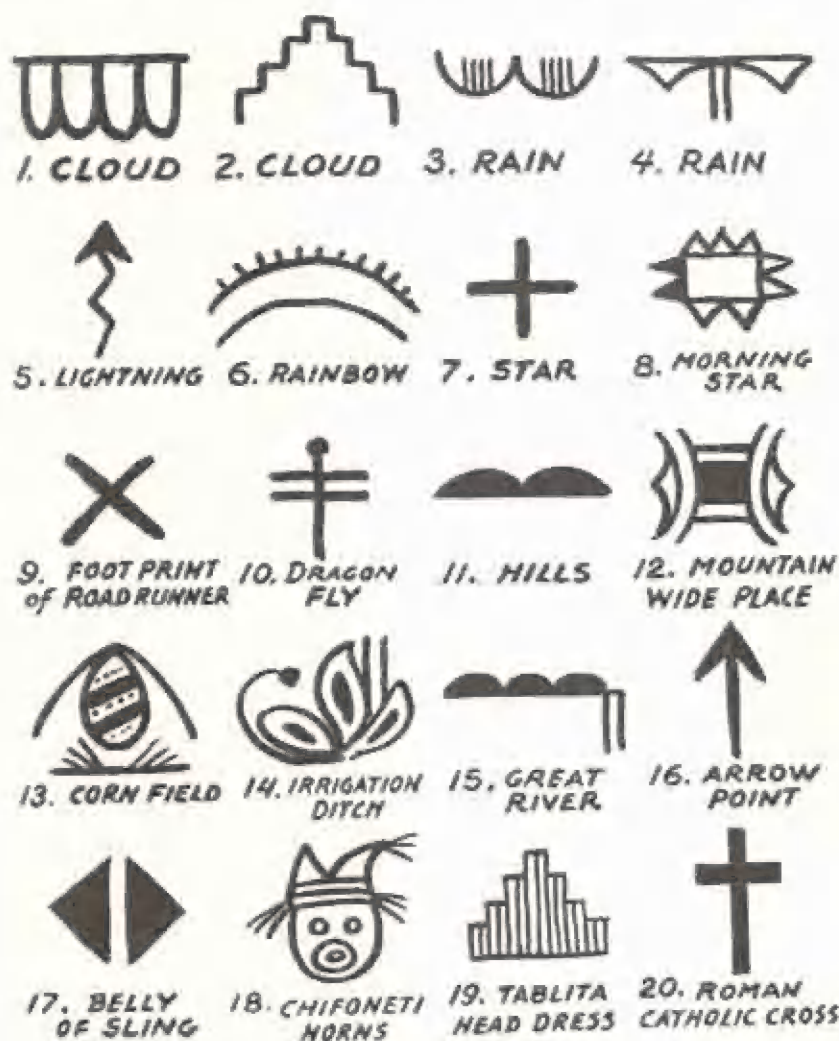 1. CLOUD
2. CLOUD
3. RAIN
4. RAIN
5. LIGHTNING
6. RAINBOW
7. STAR
8. MORNING
STAR
9. FOOT PRINT
of ROADRUNNER
10. DRAGON
FLY
11. HILLS
12. MOUNTAIN
WIDE PLACE
13. CORN FIELD
14. IRRIGATION
DITCH
15. GREAT
RIVER
16. ARROW
POINT
17. BELLY
OF SLING
18. CHIFONETI
HORNS
19. TABLITA
HEAD DRESS
20. ROMAN
CATHOLIC CROSS